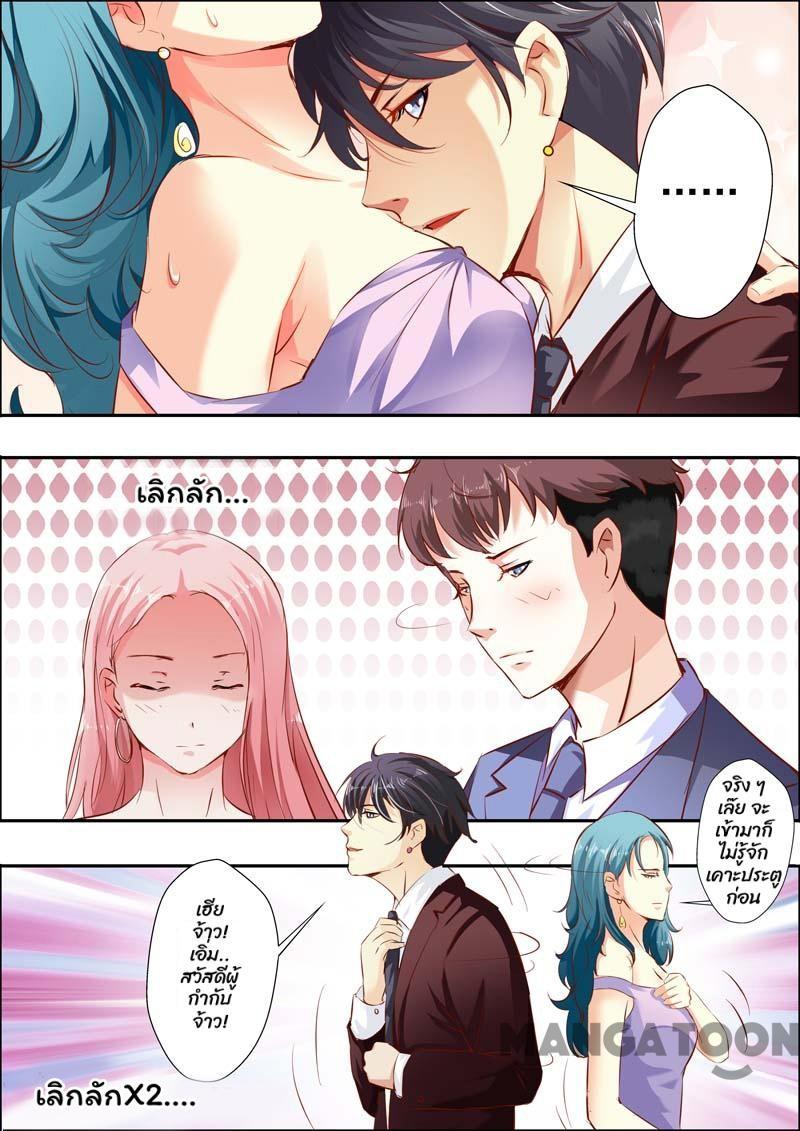 ......
เลิกลัก...
จริง ๆ
เล๊ย จะ
เข้ามาก็
ไม่รู้จัก
เคาะประตู
ก่อน
เฮีย
จ้าว!
เอิ่ม..
สวัสดีผู้
กำกับ
จ้าว!
MANGATOON
เลิกลักX2....